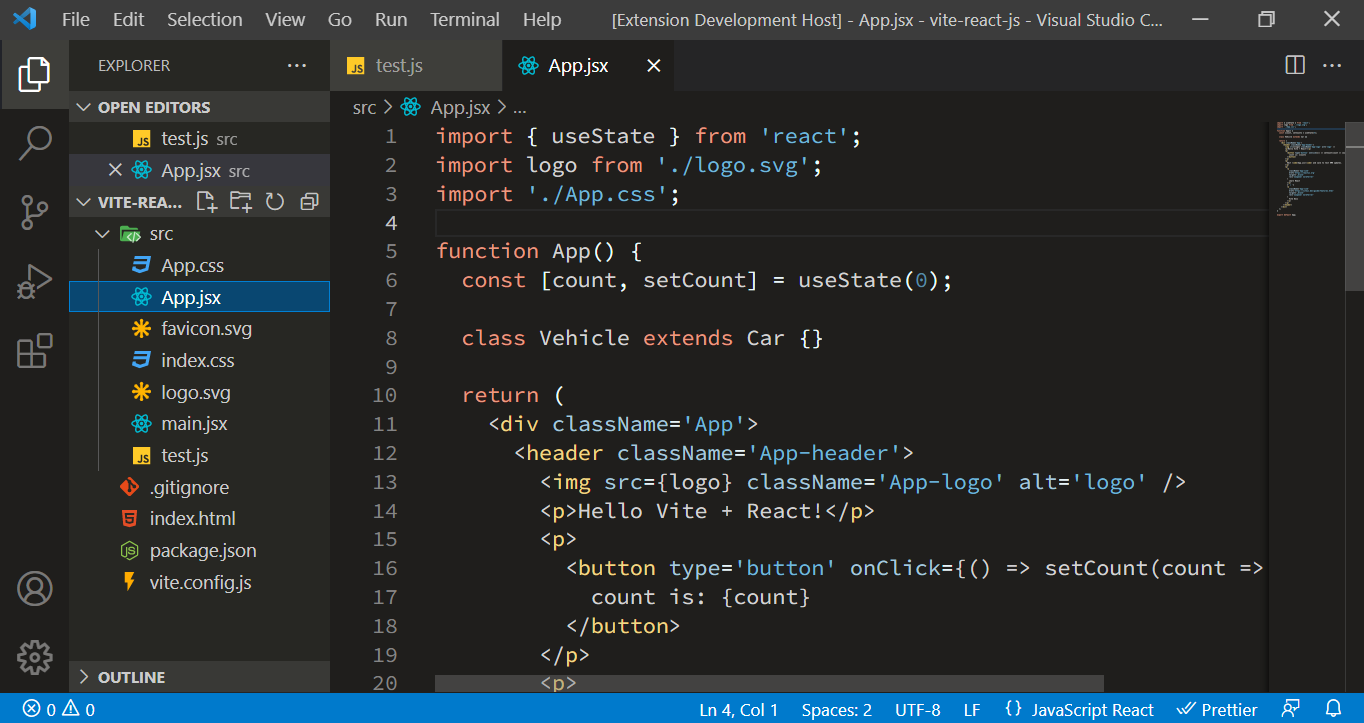 File Edit Selection View Go Run Terminal Help [Extension Development Host] - App.jsx - vite-react-js - Visual Studio C...
EXPLORER
OPEN EDITORS
JS test.js src
App.jsx src
VITE-REA...
src
App.css
App.jsx
favicon.svg
index.css
logo.svg
main.jsx
JS test.js
.gitignore
index.html
package.json
vite.config.js
OUTLINE
JS test.js App.jsx
src > App.jsx > ...
1 import { useState } from 'react';
2 import logo from './logo.svg';
3 import './App.css';
4
5 function App() {
6 const [count, setCount] = useState(0);
7
8 class Vehicle extends Car {}
9
10 return (
11 <div className='App'>
12 <header className='App-header'>
13 <img src={logo} className='App-logo' alt='logo' />
14 <p>Hello Vite + React!</p>
15 <p>
16 <button type='button' onClick={() => setCount(count =>
17 count is: {count}
18 </button>
19 </p>
20 <p>
0 0 Ln 4, Col 1 Spaces: 2 UTF-8 LF {} JavaScript React Prettier